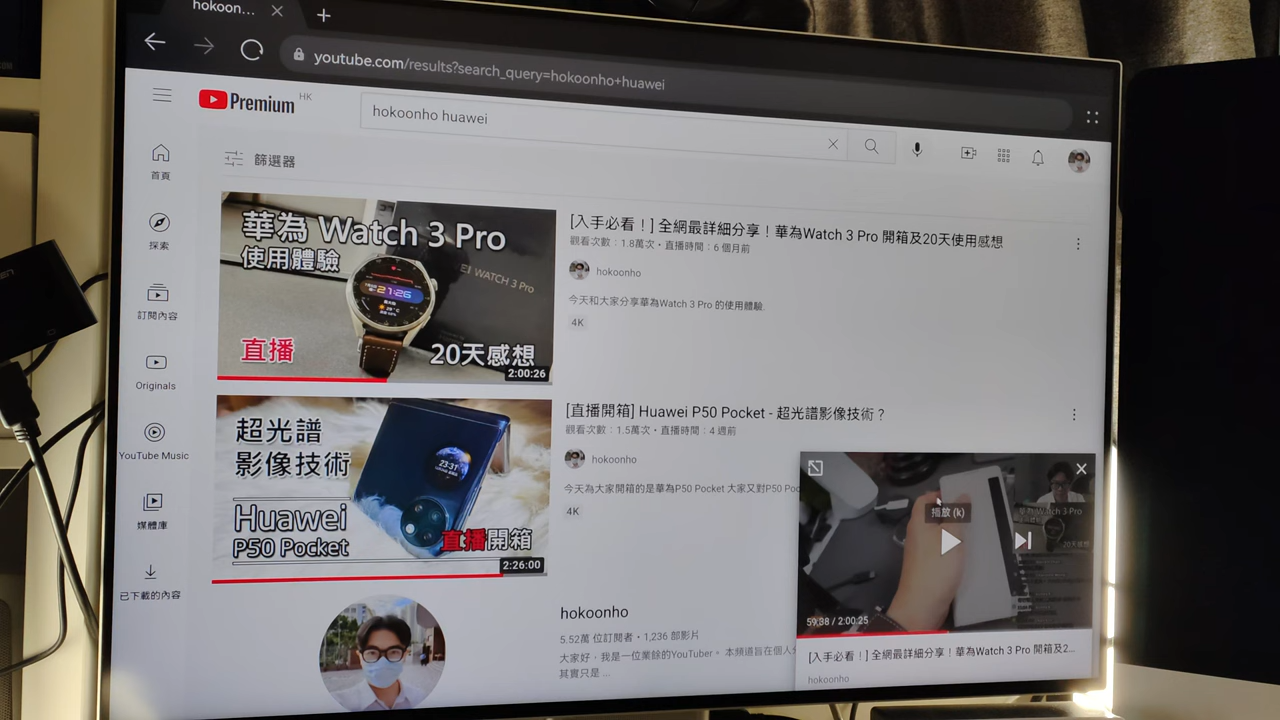 hokoon...
youtube.com/results?search_query=hokoonho+huawei
Premium HK
hokoonho huawei
首頁
探索
訂閱內容
Originals
YouTube Music
媒體庫
已下載的內容
篩選器
華為 Watch 3 Pro
使用體驗
EI WATCH 3 Pro
27:26
直播
20天感想
2:00:26
[入手必看！] 全網最詳細分享！華為Watch 3 Pro 開箱及20天使用感想
觀看次數：1.8萬次・直播時間：6 個月前
hokoonho
今天和大家分享華為Watch 3 Pro 的使用體驗.
4K
超光譜
影像技術
23:31
Huawei
P50 Pocket
直播開箱
2:26:00
[直播開箱] Huawei P50 Pocket - 超光譜影像技術？
觀看次數：1.5萬次・直播時間：4 週前
hokoonho
今天為大家開箱的是華為P50 Pocket 大家又對P50 Poc
4K
hokoonho
5.52萬 位訂閱者・1,236 部影片
大家好，我是一位業餘的YouTuber。 本頻道旨在個人分
其實只是 ...
播放 (k)
Watch 3 Pro
20天感想
59:38 / 2:00:25
[入手必看！] 全網最詳細分享！華為Watch 3 Pro 開箱及2...
hokoonho